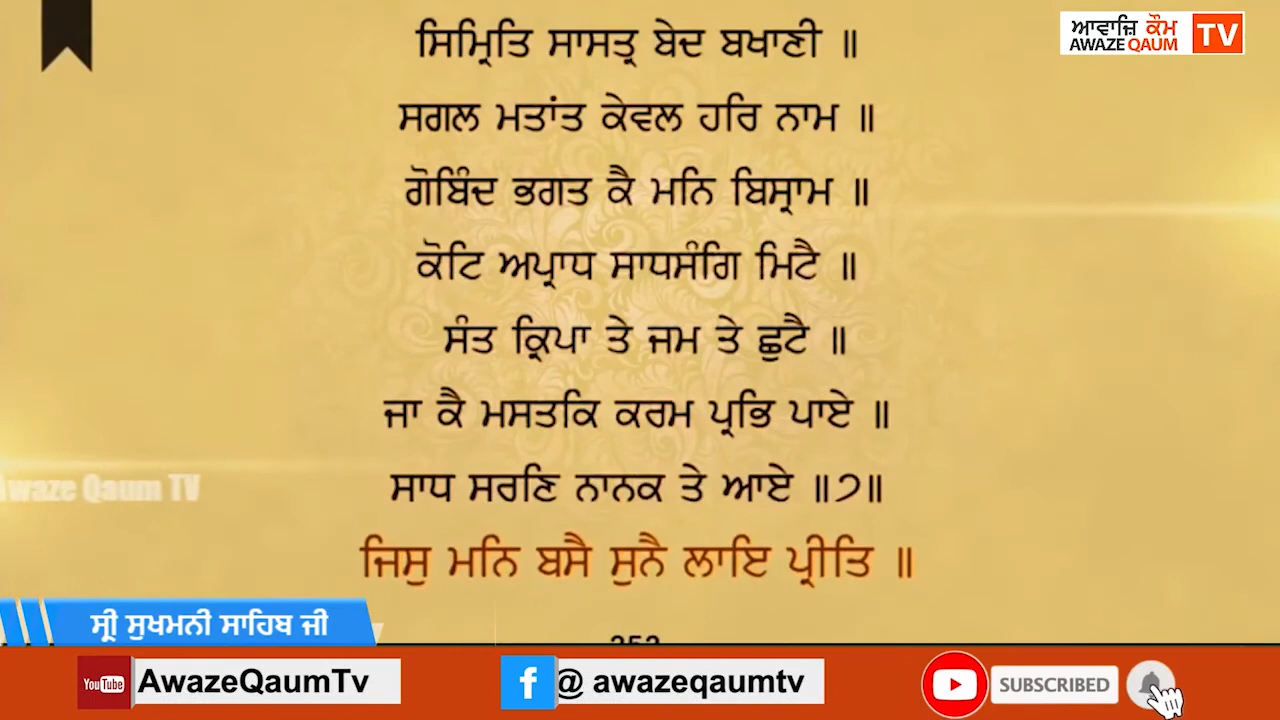 ਸਿਮ੍ਰਿਤਿ ਸਾਸਤ੍ਰ ਬੇਦ ਬਖਾਣੀ ॥
ਆਵਾਜ਼ਿ ਕੌਮ
AWAZE QAUM
TV
ਸਗਲ ਮਤਾਂਤ ਕੇਵਲ ਹਰਿ ਨਾਮ ॥
ਗੋਬਿੰਦ ਭਗਤ ਕੈ ਮਨਿ ਬਿਸ੍ਰਾਮ ॥
ਕੋਟਿ ਅਪ੍ਰਾਧ ਸਾਧਸੰਗਿ ਮਿਟੈ ॥
ਸੰਤ ਕ੍ਰਿਪਾ ਤੇ ਜਮ ਤੇ ਛੁਟੈ ॥
ਜਾ ਕੈ ਮਸਤਕਿ ਕਰਮ ਪ੍ਰਭਿ ਪਾਏ ॥
ਸਾਧ ਸਰਣਿ ਨਾਨਕ ਤੇ ਆਏ ॥੭॥
Awaze Qaum TV
ਜਿਸੁ ਮਨਿ ਬਸੈ ਸੁਨੈ ਲਾਇ ਪ੍ਰੀਤਿ ॥
ਸ੍ਰੀ ਸੁਖਮਨੀ ਸਾਹਿਬ ਜੀ
YouTube AwazeQaumTv
f @ awazeqaumtv
SUBSCRIBED